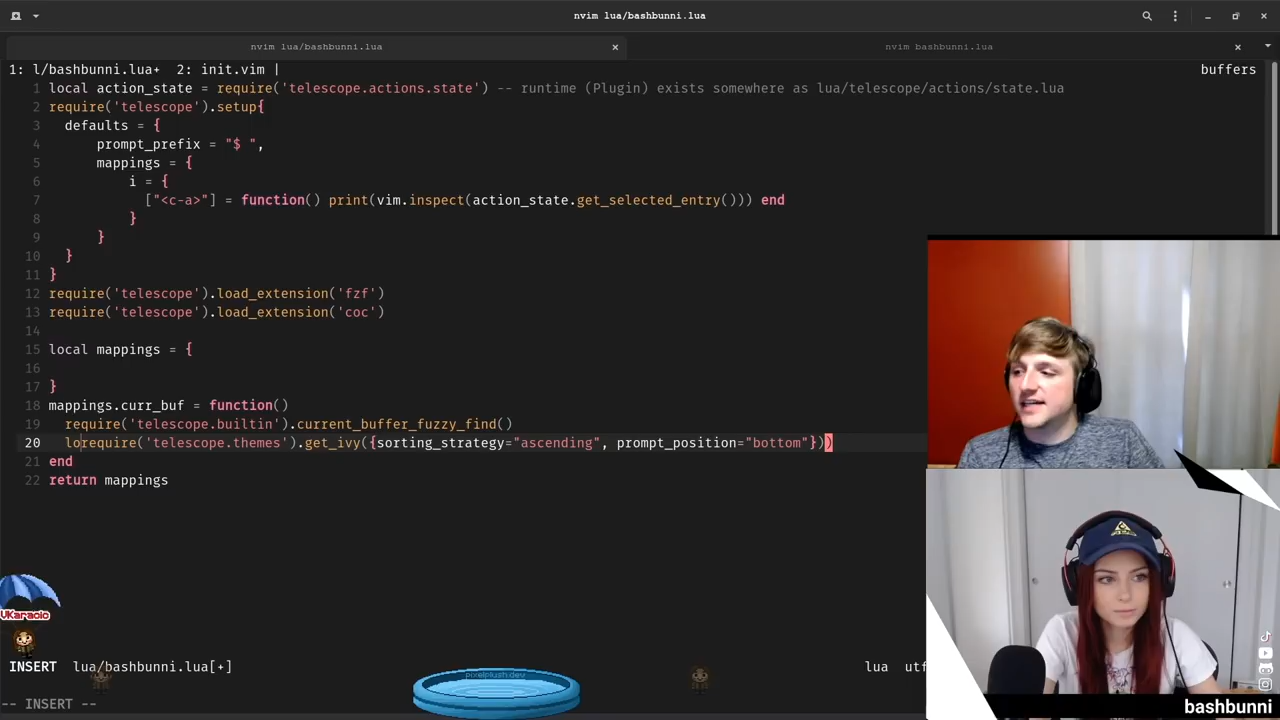 nvim lua/bashbunni.lua
nvim lua/bashbunni.lua
nvim bashbunni.lua
1: l/bashbunni.lua+ 2: init.vim |
buffers
1 local action_state = require('telescope.actions.state') -- runtime (Plugin) exists somewhere as lua/telescope/actions/state.lua
2 require('telescope').setup{
3 defaults = {
4 prompt_prefix = "$ ",
5 mappings = {
6 i = {
7 ["<c-a>"] = function() print(vim.inspect(action_state.get_selected_entry())) end
8 }
9 }
10 }
11 }
12 require('telescope').load_extension('fzf')
13 require('telescope').load_extension('coc')
14
15 local mappings = {
16
17 }
18 mappings.curr_buf = function()
19 require('telescope.builtin').current_buffer_fuzzy_find()
20 lorequire('telescope.themes').get_ivy({sorting_strategy="ascending", prompt_position="bottom"}))
21 end
22 return mappings
VKaraoIo
INSERT lua/bashbunni.lua[+]
lua utf
pixelplush.dev
-- INSERT --
bashbunni